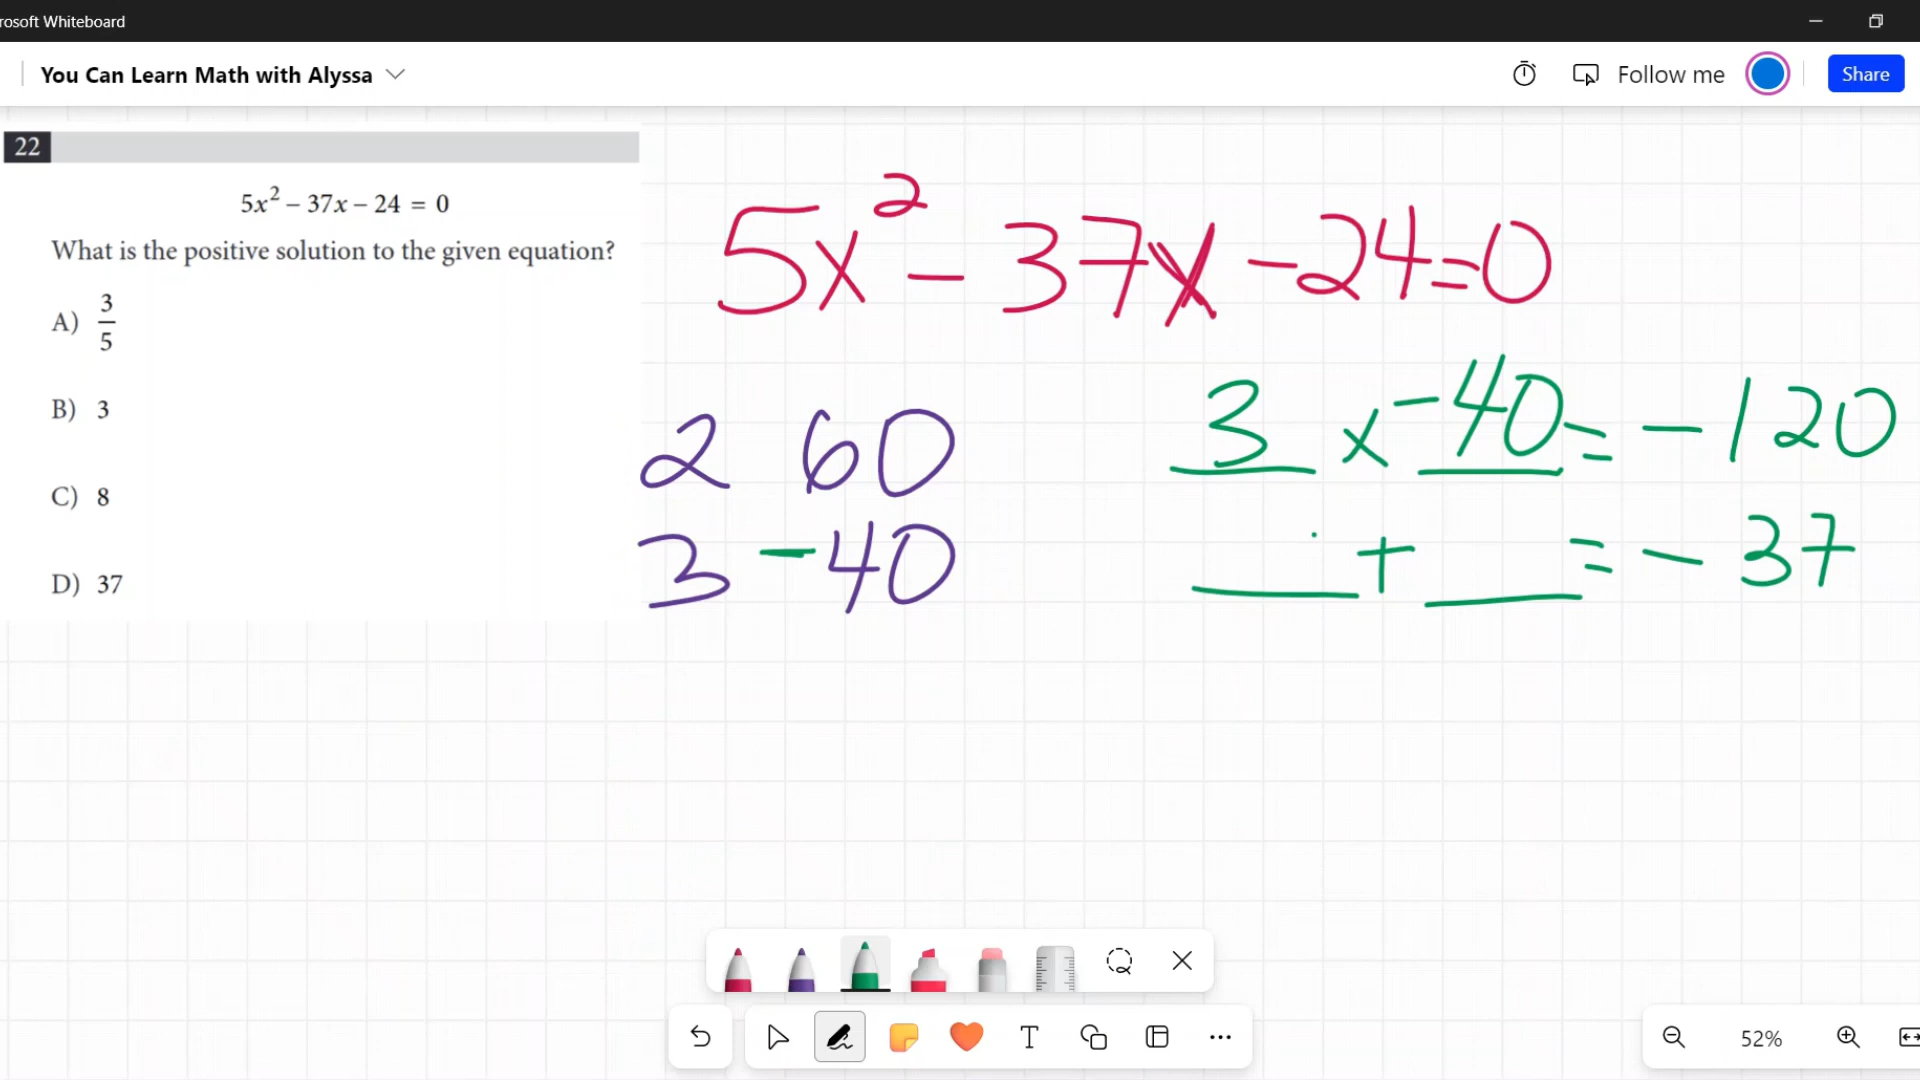 rosoft Whiteboard
You Can Learn Math with Alyssa
Follow me
Share
22
5x² – 37x – 24 = 0
What is the positive solution to the given equation?
A) 3/5
B) 3
C) 8
D) 37
5x² – 37x – 24 = 0
2 60
3 – 40
3 x – 40 = – 120
__ + __ = – 37
T
52%